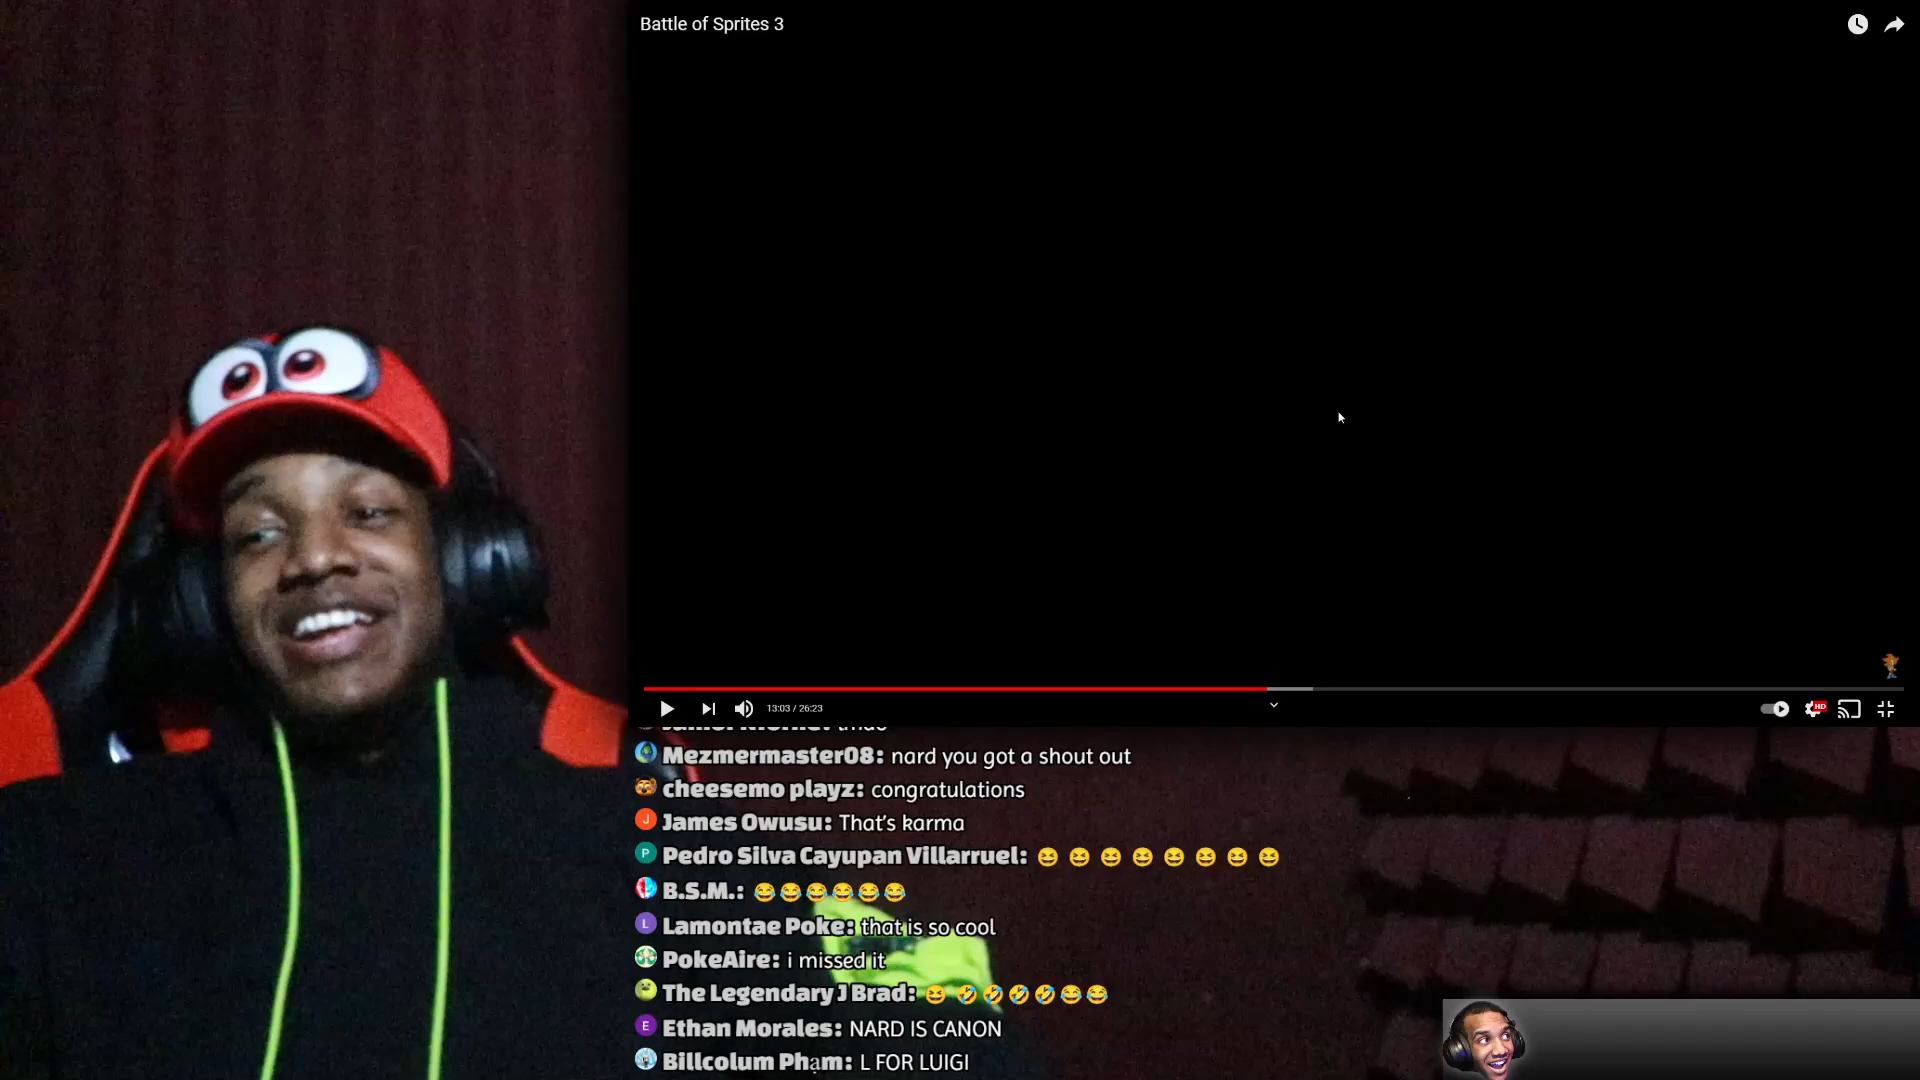 Battle of Sprites 3
13:03 / 26:23
HD
Mezmermaster08: nard you got a shout out
cheesemo playz: congratulations
J James Owusu: That's karma
P Pedro Silva Cayupan Villarruel: 😆 😆 😆 😆 😆 😆 😆 😆
B.S.M.: 😂😂😂😂😂😂
L Lamontae Poke: that is so cool
PokeAire: i missed it
The Legendary J Brad: 😆 🤣🤣🤣🤣😂😂
E Ethan Morales: NARD IS CANON
Billcolum Phạm: L FOR LUIGI